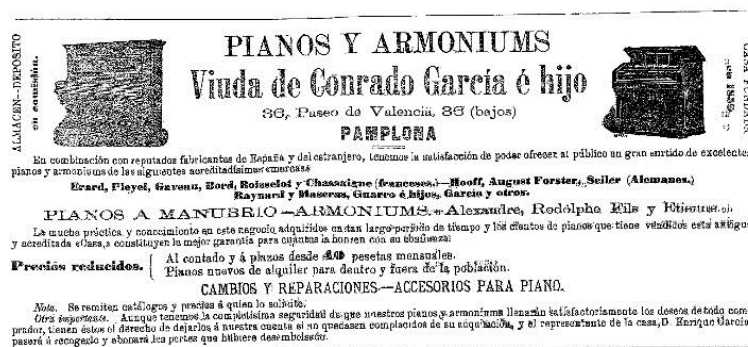 ALMACEN—DEPOSITO
en comisión.
PIANOS Y ARMONIUMS
Viuda de Conrado García é hijo
36, Paseo de Valencia, 36 (bajos)
PAMPLONA
En combinación con reputados fabricantes de España y del estranjero, tenemos la satisfacción de poder ofrecer al público un gran surtido de excelentes
pianos y armoniums de las siguientes acreditadísimas
Erard, Pleyel, Gaveau, Bord, Roisselot y Chassaigne (franceses.)—Hooff, August Forster, Seiler (Alemanes.)
Raynard y Maseras, Guarro é hijos, García y otros.
PIANOS A MANUBRIO—ARMONIUMS.—Alexandre, Rodolphe Fils y Etienne
La mucha práctica y conocimiento en este negocio adquiridos en tan largo periodo de tiempo y los cientos de pianos que tiene vendidos esta antigua
y acreditada «Casa,» constituyen la mejor garantía para cuantos la honren con su confianza:
Precios reducidos.
Al contado y á plazos desde pesetas mensuales.
Pianos nuevos de alquiler para dentro y fuera de la población.
CAMBIOS Y REPARACIONES—ACCESORIOS PARA PIANO.
Nota. Se remiten catálogos y precios á quien lo solicite.
Otra importante. Aunque tenemos la completísima seguridad de que nuestros pianos y armoniums llenarán satisfactoriamente los deseos de todo com-
prador, tienen éstos el derecho de dejarlos á nuestra cuenta si no quedasen complacidos de su adquisición, y el representante de la casa, D. Enrique García
pasará á recogerlo y abonará los portes que hubiere desembolsado.